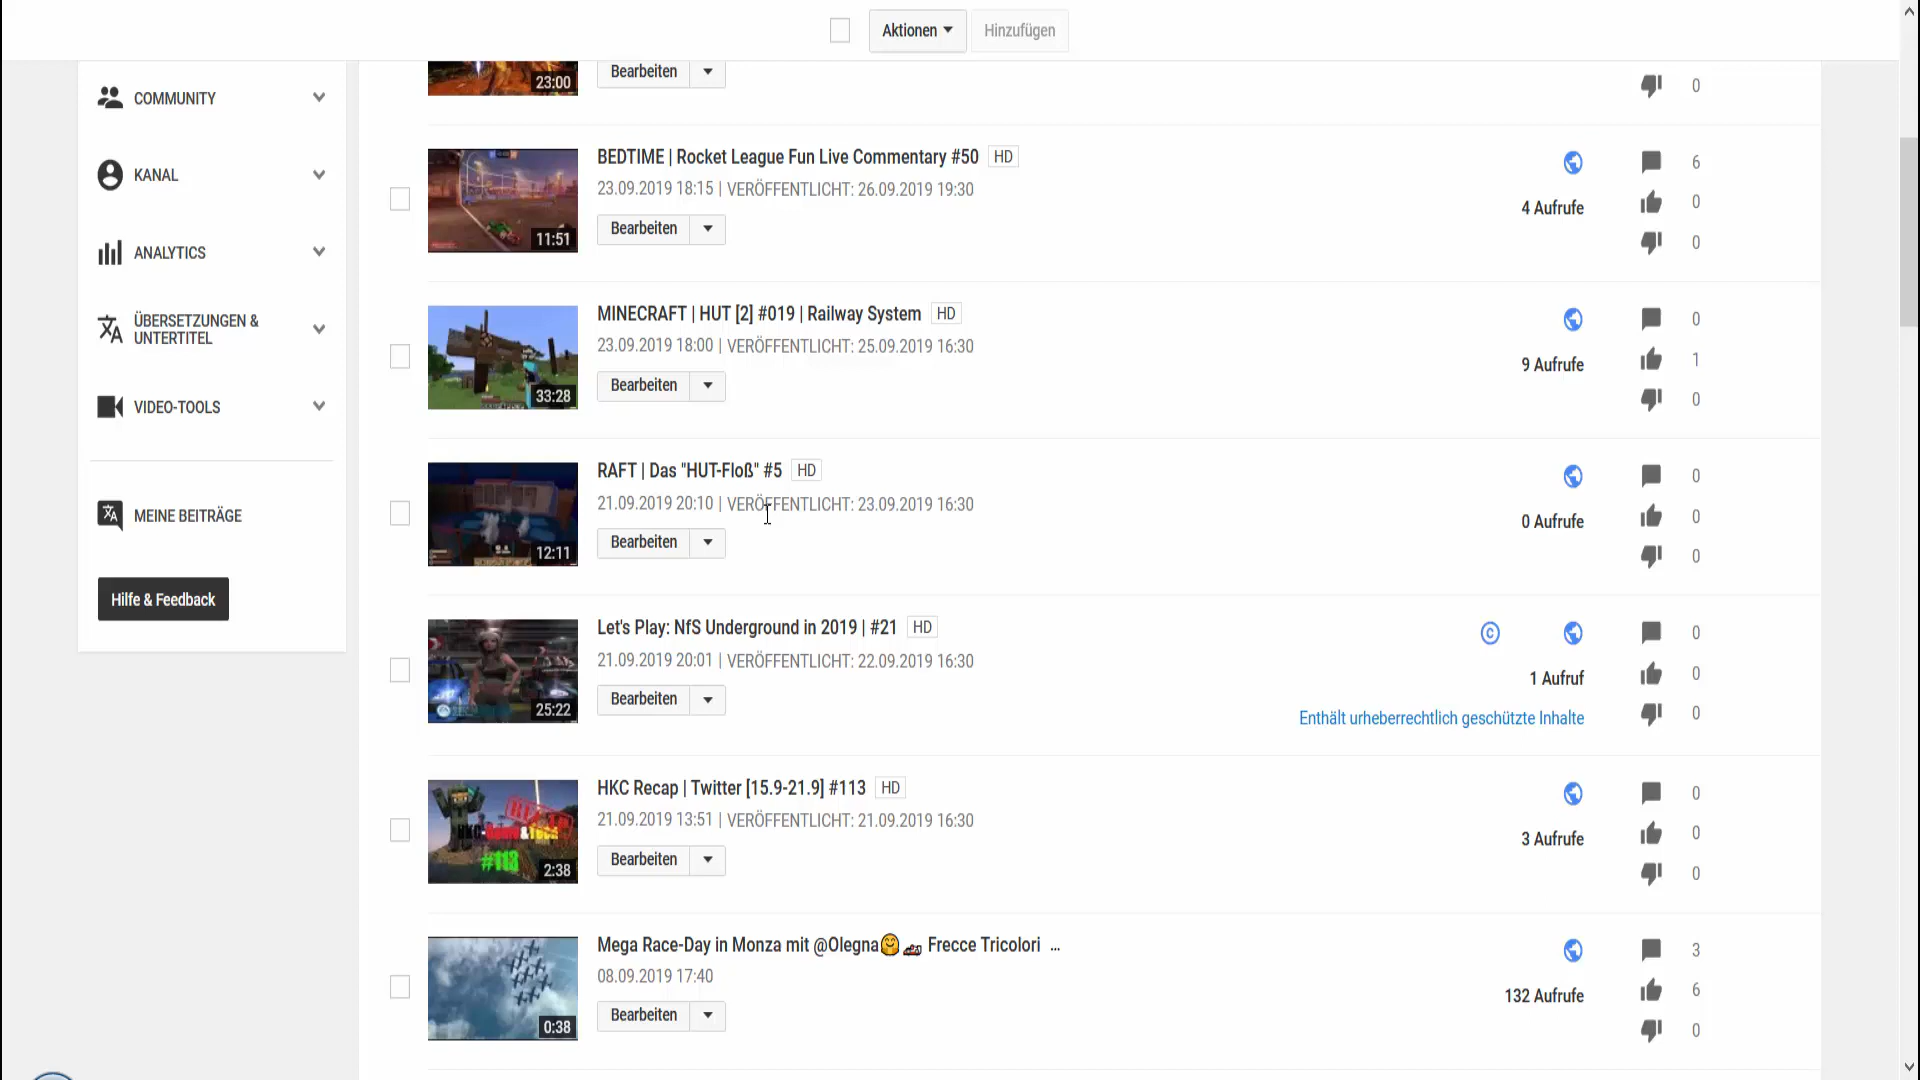 Aktionen
Hinzufügen
COMMUNITY
KANAL
ANALYTICS
ÜBERSETZUNGEN &
UNTERTITEL
VIDEO-TOOLS
MEINE BEITRÄGE
Hilfe & Feedback
23:00
Bearbeiten
0
BEDTIME | Rocket League Fun Live Commentary #50 HD
23.09.2019 18:15 | VERÖFFENTLICHT: 26.09.2019 19:30
Bearbeiten
11:51
4 Aufrufe
6
0
0
MINECRAFT | HUT [2] #019 | Railway System HD
23.09.2019 18:00 | VERÖFFENTLICHT: 25.09.2019 16:30
Bearbeiten
33:28
9 Aufrufe
0
1
0
RAFT | Das "HUT-Floß" #5 HD
21.09.2019 20:10 | VERÖFFENTLICHT: 23.09.2019 16:30
Bearbeiten
12:11
0 Aufrufe
0
0
0
Let's Play: NfS Underground in 2019 | #21 HD
21.09.2019 20:01 | VERÖFFENTLICHT: 22.09.2019 16:30
Bearbeiten
25:22
©
1 Aufruf
Enthält urheberrechtlich geschützte Inhalte
0
0
0
HKC Recap | Twitter [15.9-21.9] #113 HD
21.09.2019 13:51 | VERÖFFENTLICHT: 21.09.2019 16:30
Bearbeiten
#113
2:38
3 Aufrufe
0
0
0
Mega Race-Day in Monza mit @Olegna🤗 🏎️ Frecce Tricolori ...
08.09.2019 17:40
Bearbeiten
0:38
132 Aufrufe
3
6
0